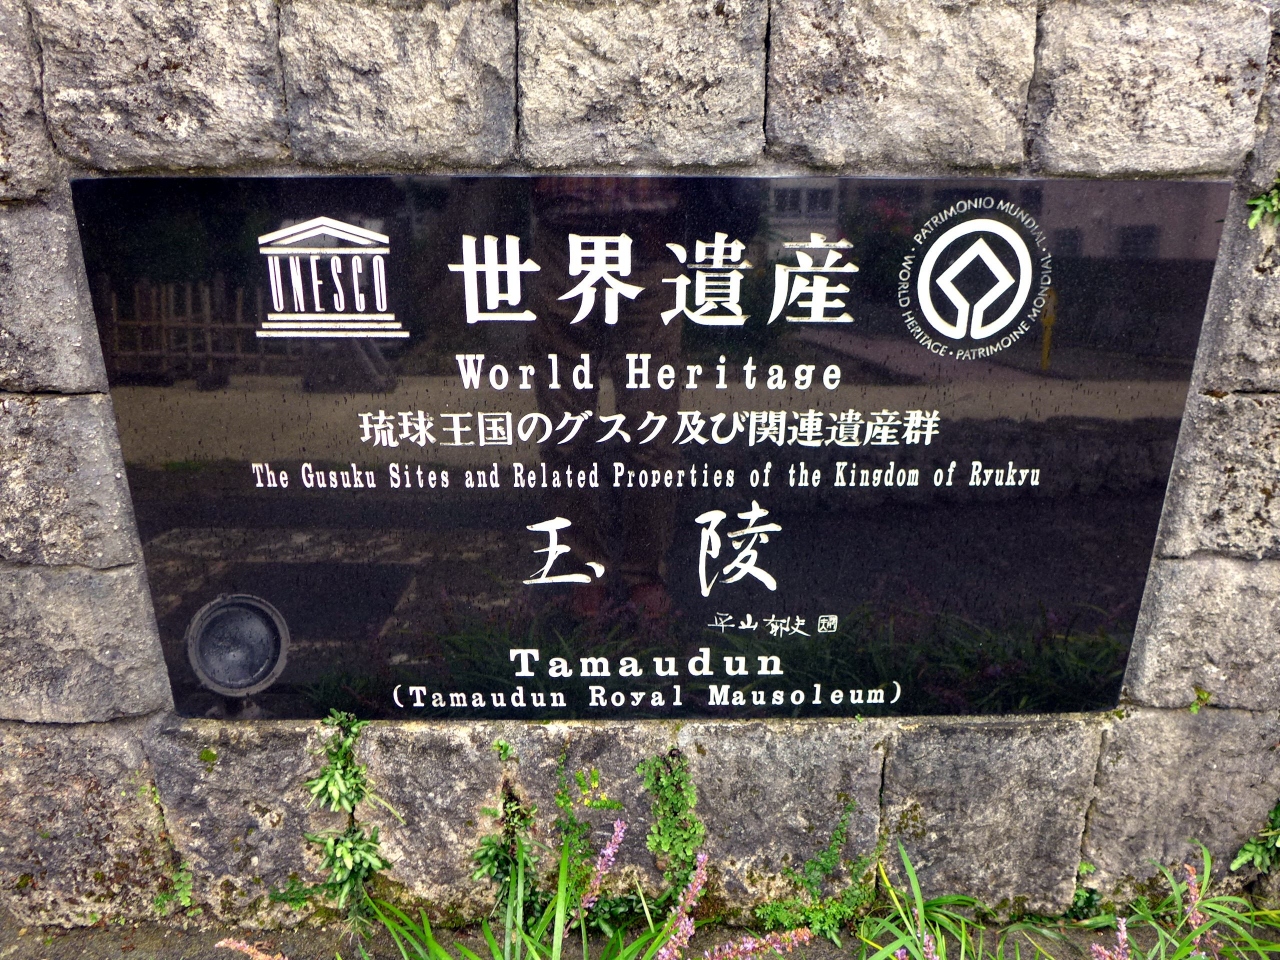 UNESCO
世界遺産
PATRIMONIO MUNDIAL • WORLD HERITAGE • PATRIMOINE MONDIAL •
World Heritage
琉球王国のグスク及び関連遺産群
The Gusuku Sites and Related Properties of the Kingdom of Ryukyu
玉陵
平山郁史
Tamaudun
(Tamaudun Royal Mausoleum)